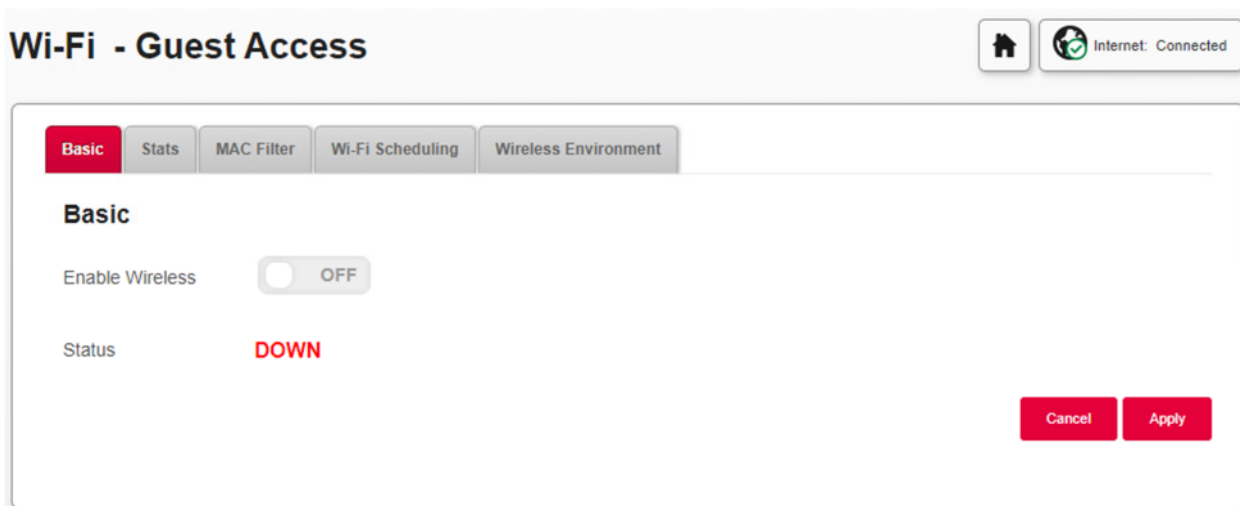 Wi-Fi - Guest Access
Internet: Connected
Basic Stats MAC Filter Wi-Fi Scheduling Wireless Environment
Basic
Enable Wireless OFF
Status DOWN
Cancel Apply